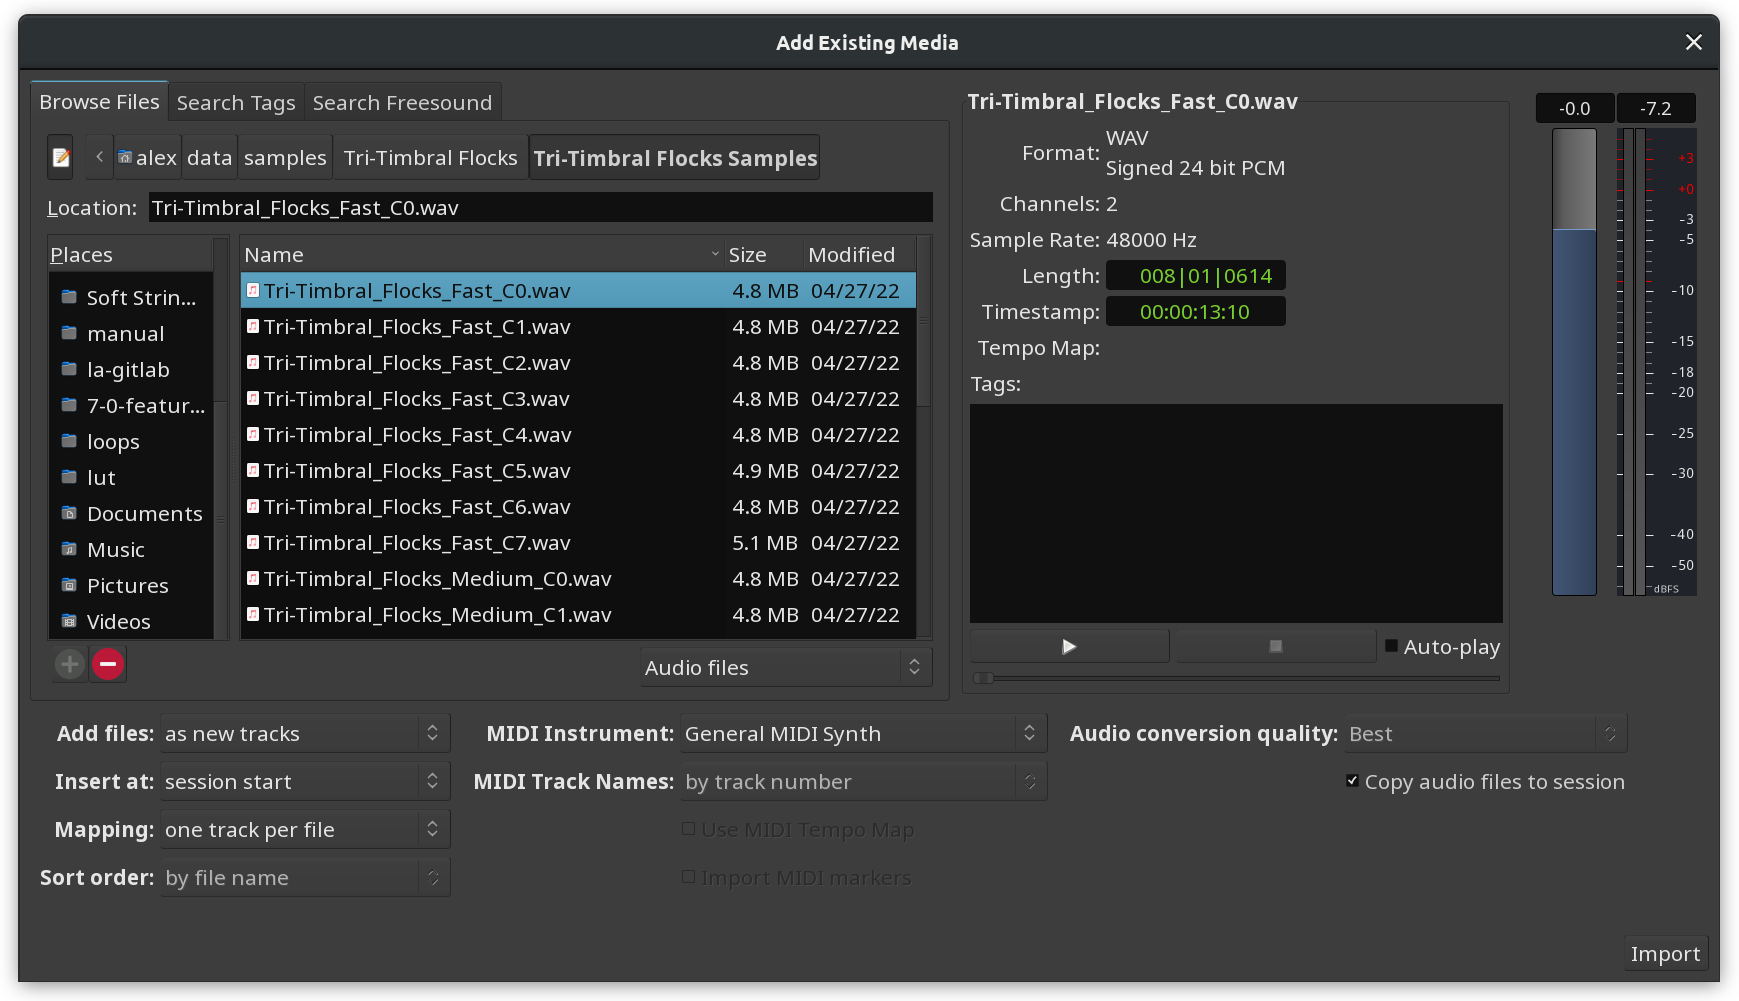 Add Existing Media
Browse Files
Search Tags
Search Freesound
alex
data
samples
Tri-Timbral Flocks
Tri-Timbral Flocks Samples
Location: Tri-Timbral_Flocks_Fast_C0.wav
Places
Soft Strin...
manual
la-gitlab
7-0-featur...
loops
lut
Documents
Music
Pictures
Videos
Name Size Modified
Tri-Timbral_Flocks_Fast_C0.wav 4.8 MB 04/27/22
Tri-Timbral_Flocks_Fast_C1.wav 4.8 MB 04/27/22
Tri-Timbral_Flocks_Fast_C2.wav 4.8 MB 04/27/22
Tri-Timbral_Flocks_Fast_C3.wav 4.8 MB 04/27/22
Tri-Timbral_Flocks_Fast_C4.wav 4.8 MB 04/27/22
Tri-Timbral_Flocks_Fast_C5.wav 4.9 MB 04/27/22
Tri-Timbral_Flocks_Fast_C6.wav 4.8 MB 04/27/22
Tri-Timbral_Flocks_Fast_C7.wav 5.1 MB 04/27/22
Tri-Timbral_Flocks_Medium_C0.wav 4.8 MB 04/27/22
Tri-Timbral_Flocks_Medium_C1.wav 4.8 MB 04/27/22
Audio files
Tri-Timbral_Flocks_Fast_C0.wav
Format: WAV
Signed 24 bit PCM
Channels: 2
Sample Rate: 48000 Hz
Length: 008|01|0614
Timestamp: 00:00:13:10
Tempo Map:
Tags:
Auto-play
-0.0 -7.2
+3
+0
-3
-5
-10
-15
-18
-20
-25
-30
-40
-50
dBFS
Add files: as new tracks
Insert at: session start
Mapping: one track per file
Sort order: by file name
MIDI Instrument: General MIDI Synth
MIDI Track Names: by track number
Use MIDI Tempo Map
Import MIDI markers
Audio conversion quality: Best
Copy audio files to session
Import